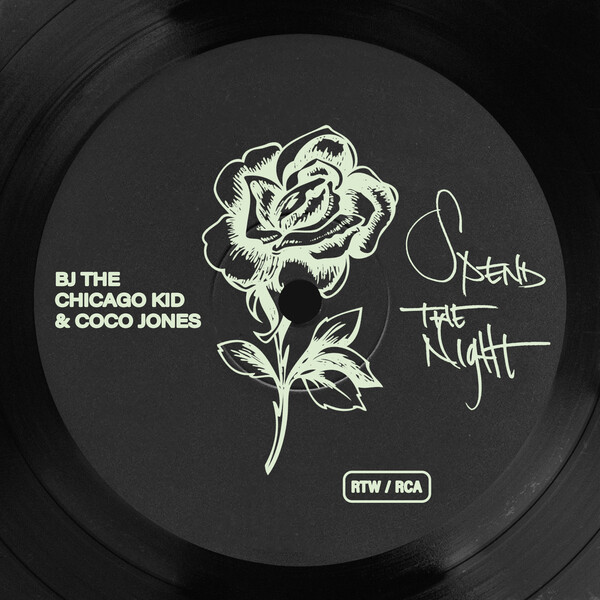 BJ THE
CHICAGO KID
& COCO JONES
Spend
The
Night
RTW / RCA